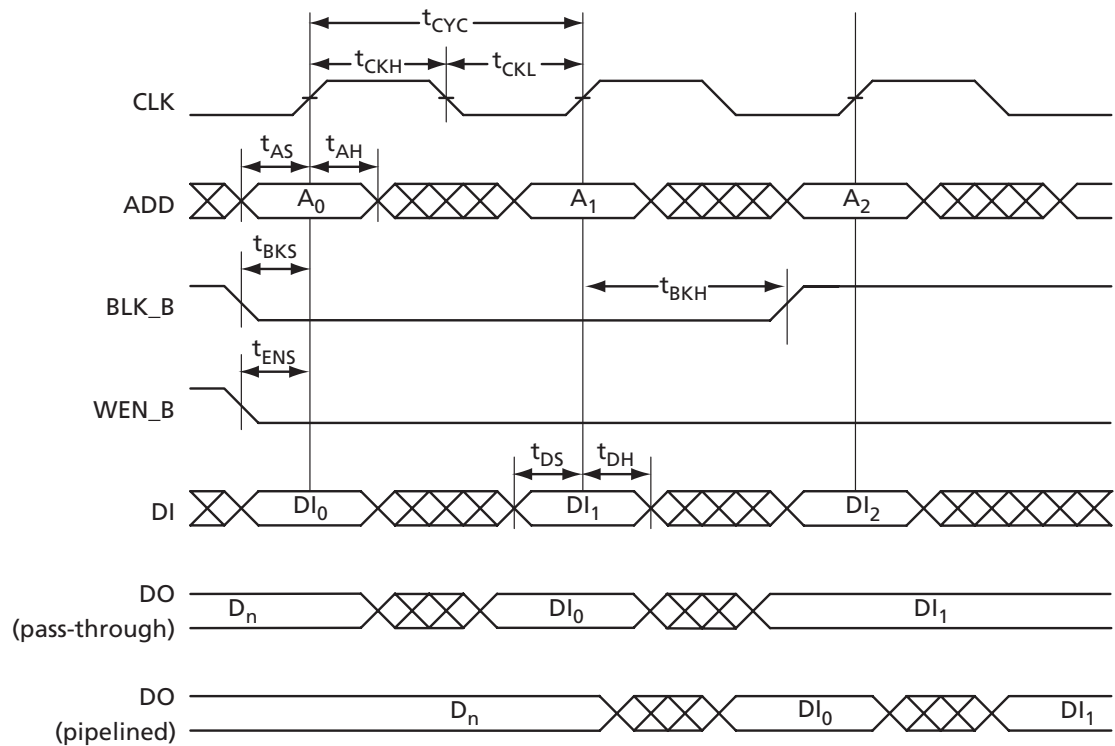 tCYC
tCKH tCKL
CLK
tAS tAH
ADD A0 A1 A2
tBKS
tBKH
BLK_B
tENS
WEN_B
tDS tDH
DI DI0 DI1 DI2
DO
(pass-through) Dn DI0 DI1
DO
(pipelined) Dn DI0 DI1